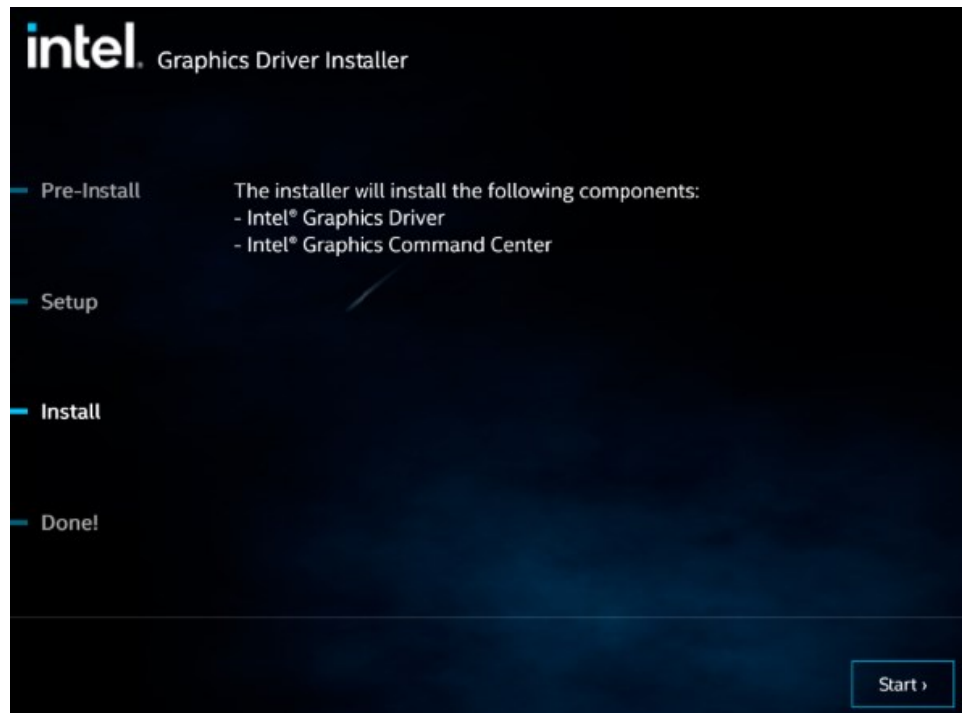 intel. Graphics Driver Installer
Pre-Install
The installer will install the following components:
- Intel® Graphics Driver
- Intel® Graphics Command Center
Setup
Install
Done!
Start ›